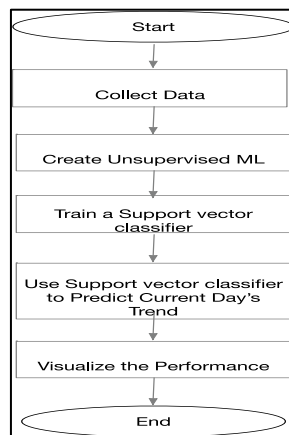 Start
Collect Data
Create Unsupervised ML
Train a Support vector
classifier
Use Support vector classifier
to Predict Current Day's
Trend
Visualize the Performance
End